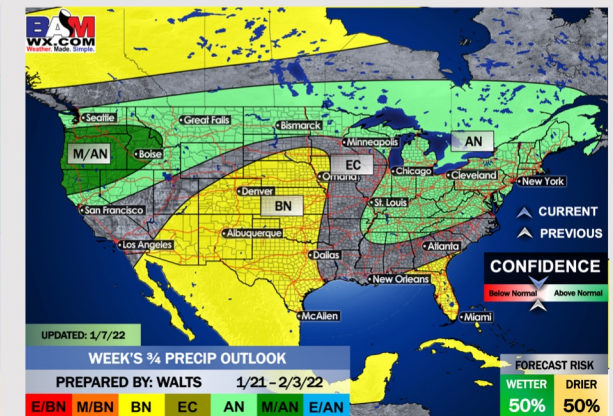 BAM
WX.COM
Weather. Made. Simple.
Seattle
Great Falls
Bismarck
M/AN
Boise
Minneapolis
AN
EC
Omaha
Chicago
Cleveland
New York
Denver
BN
St. Louis
San Francisco
CURRENT
Albuquerque
PREVIOUS
Los Angeles
Atlanta
Dallas
CONFIDENCE
New Orleans
Below Normal
Above Normal
McAllen
Miami
UPDATED: 1/7/22
WEEK'S ¾ PRECIP OUTLOOK
PREPARED BY: WALTS 1/21 – 2/3/22
E/BN M/BN BN EC AN M/AN E/AN
FORECAST RISK
WETTER DRIER
50% 50%